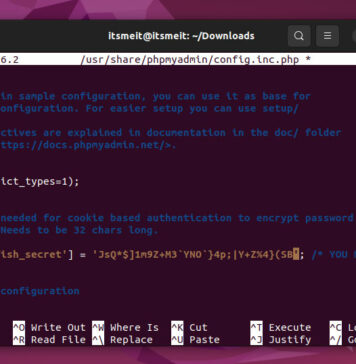 itsmeit@itsmeit: ~/Downloads
6.2 /usr/share/phpmyadmin/config.inc.php *
in sample configuration, you can use it as base for
onfiguration. For easier setup you can use setup/
ctives are explained in documentation in the doc/ folder
ttps://docs.phpmyadmin.net/>.
ict_types=1);
needed for cookie based authentication to encrypt password
Needs to be 32 chars long.
ish_secret'] = 'JsQ*$]1m9Z+M3`YNO`}4p;|Y+Z%4}(SB'; /* YOU
configuration
^O Write Out ^W Where Is ^K Cut ^T Execute ^C L
^R Read File ^\ Replace ^U Paste ^J Justify ^/ G